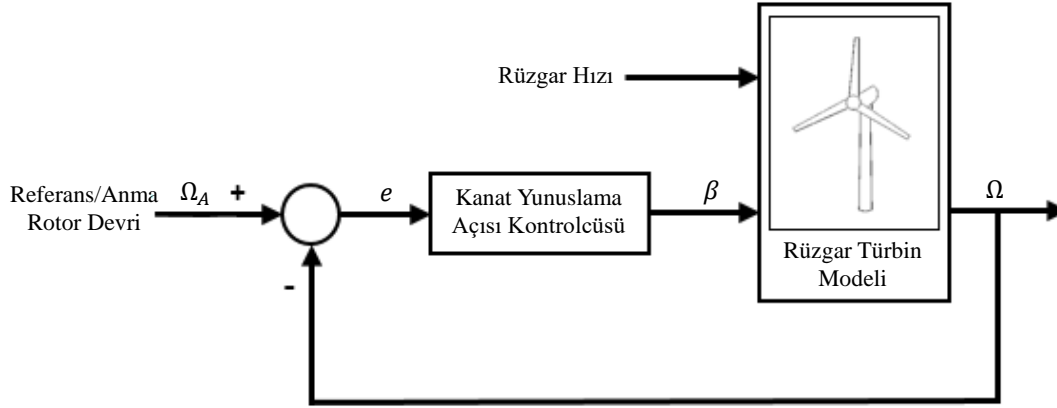 Rüzgar Hızı
Referans/Anma
Rotor Devri
Ω_A
+
e
Kanat Yunuslama
Açısı Kontrolcüsü
β
Ω
Rüzgar Türbin
Modeli
-